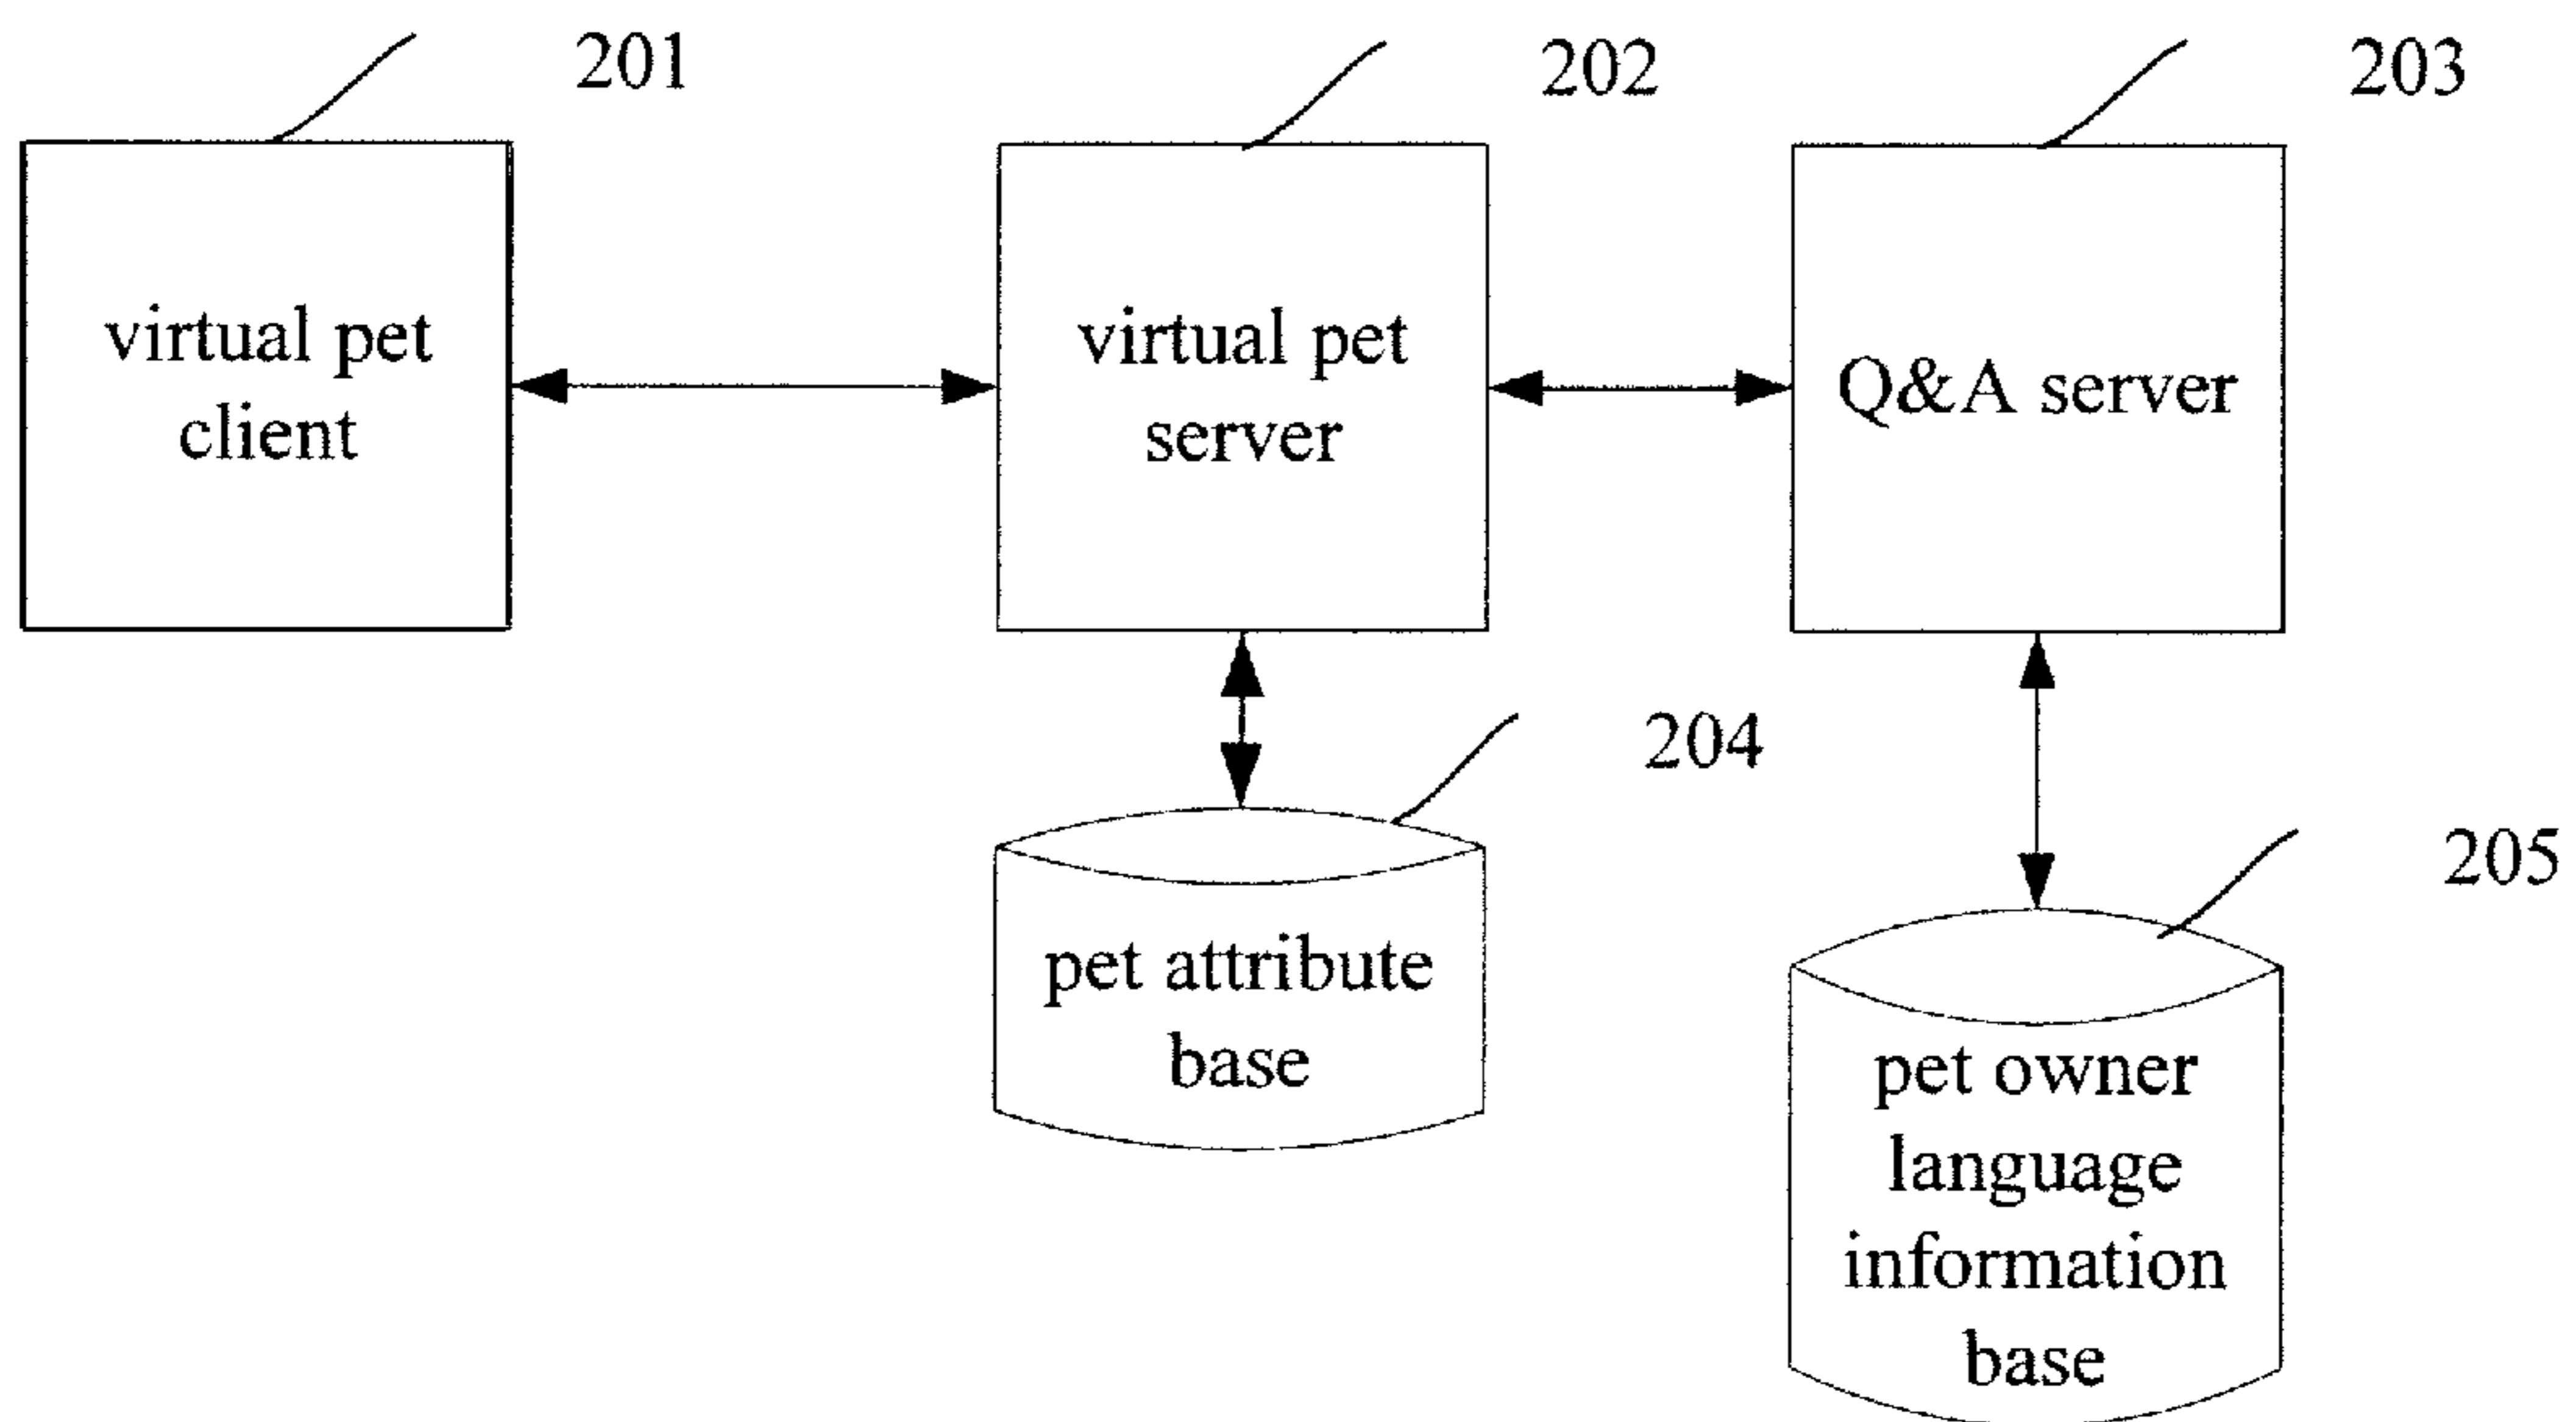 201
202
203
virtual pet
client
virtual pet
server
Q&A server
204
205
pet attribute
base
pet owner
language
information
base